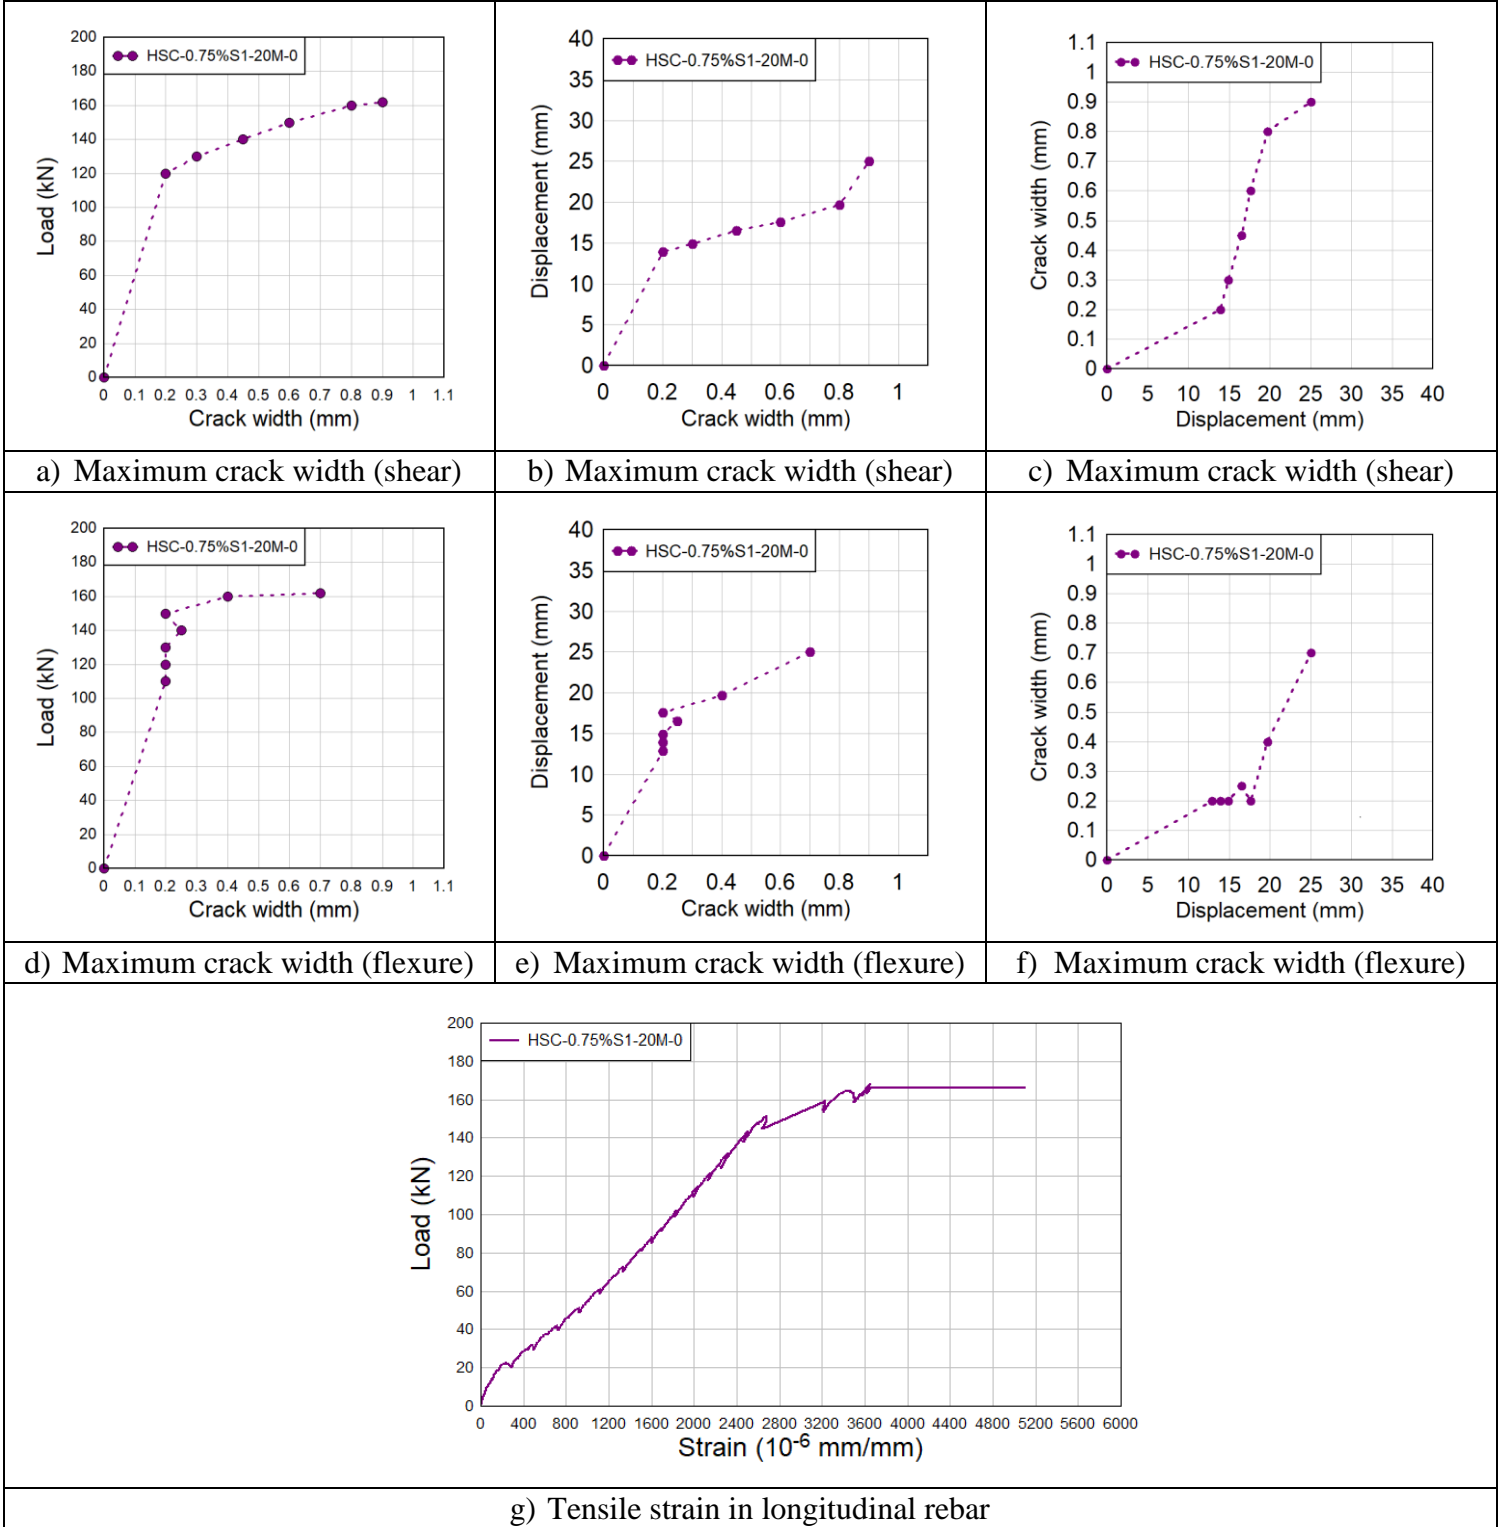 HSC-0.75%S1-20M-0
200
180
160
140
120
100
80
60
40
20
0
Load (kN)
0 0.1 0.2 0.3 0.4 0.5 0.6 0.7 0.8 0.9 1 1.1
Crack width (mm)
HSC-0.75%S1-20M-0
40
35
30
25
20
15
10
5
0
Displacement (mm)
0 0.2 0.4 0.6 0.8 1
Crack width (mm)
HSC-0.75%S1-20M-0
1.1
1
0.9
0.8
0.7
0.6
0.5
0.4
0.3
0.2
0.1
0
Crack width (mm)
0 5 10 15 20 25 30 35 40
Displacement (mm)
a) Maximum crack width (shear)
b) Maximum crack width (shear)
c) Maximum crack width (shear)
HSC-0.75%S1-20M-0
200
180
160
140
120
100
80
60
40
20
0
Load (kN)
0 0.1 0.2 0.3 0.4 0.5 0.6 0.7 0.8 0.9 1 1.1
Crack width (mm)
HSC-0.75%S1-20M-0
40
35
30
25
20
15
10
5
0
Displacement (mm)
0 0.2 0.4 0.6 0.8 1
Crack width (mm)
HSC-0.75%S1-20M-0
1.1
1
0.9
0.8
0.7
0.6
0.5
0.4
0.3
0.2
0.1
0
Crack width (mm)
0 5 10 15 20 25 30 35 40
Displacement (mm)
d) Maximum crack width (flexure)
e) Maximum crack width (flexure)
f) Maximum crack width (flexure)
HSC-0.75%S1-20M-0
200
180
160
140
120
100
80
60
40
20
0
Load (kN)
0 400 800 1200 1600 2000 2400 2800 3200 3600 4000 4400 4800 5200 5600 6000
Strain (10⁻⁶ mm/mm)
g) Tensile strain in longitudinal rebar